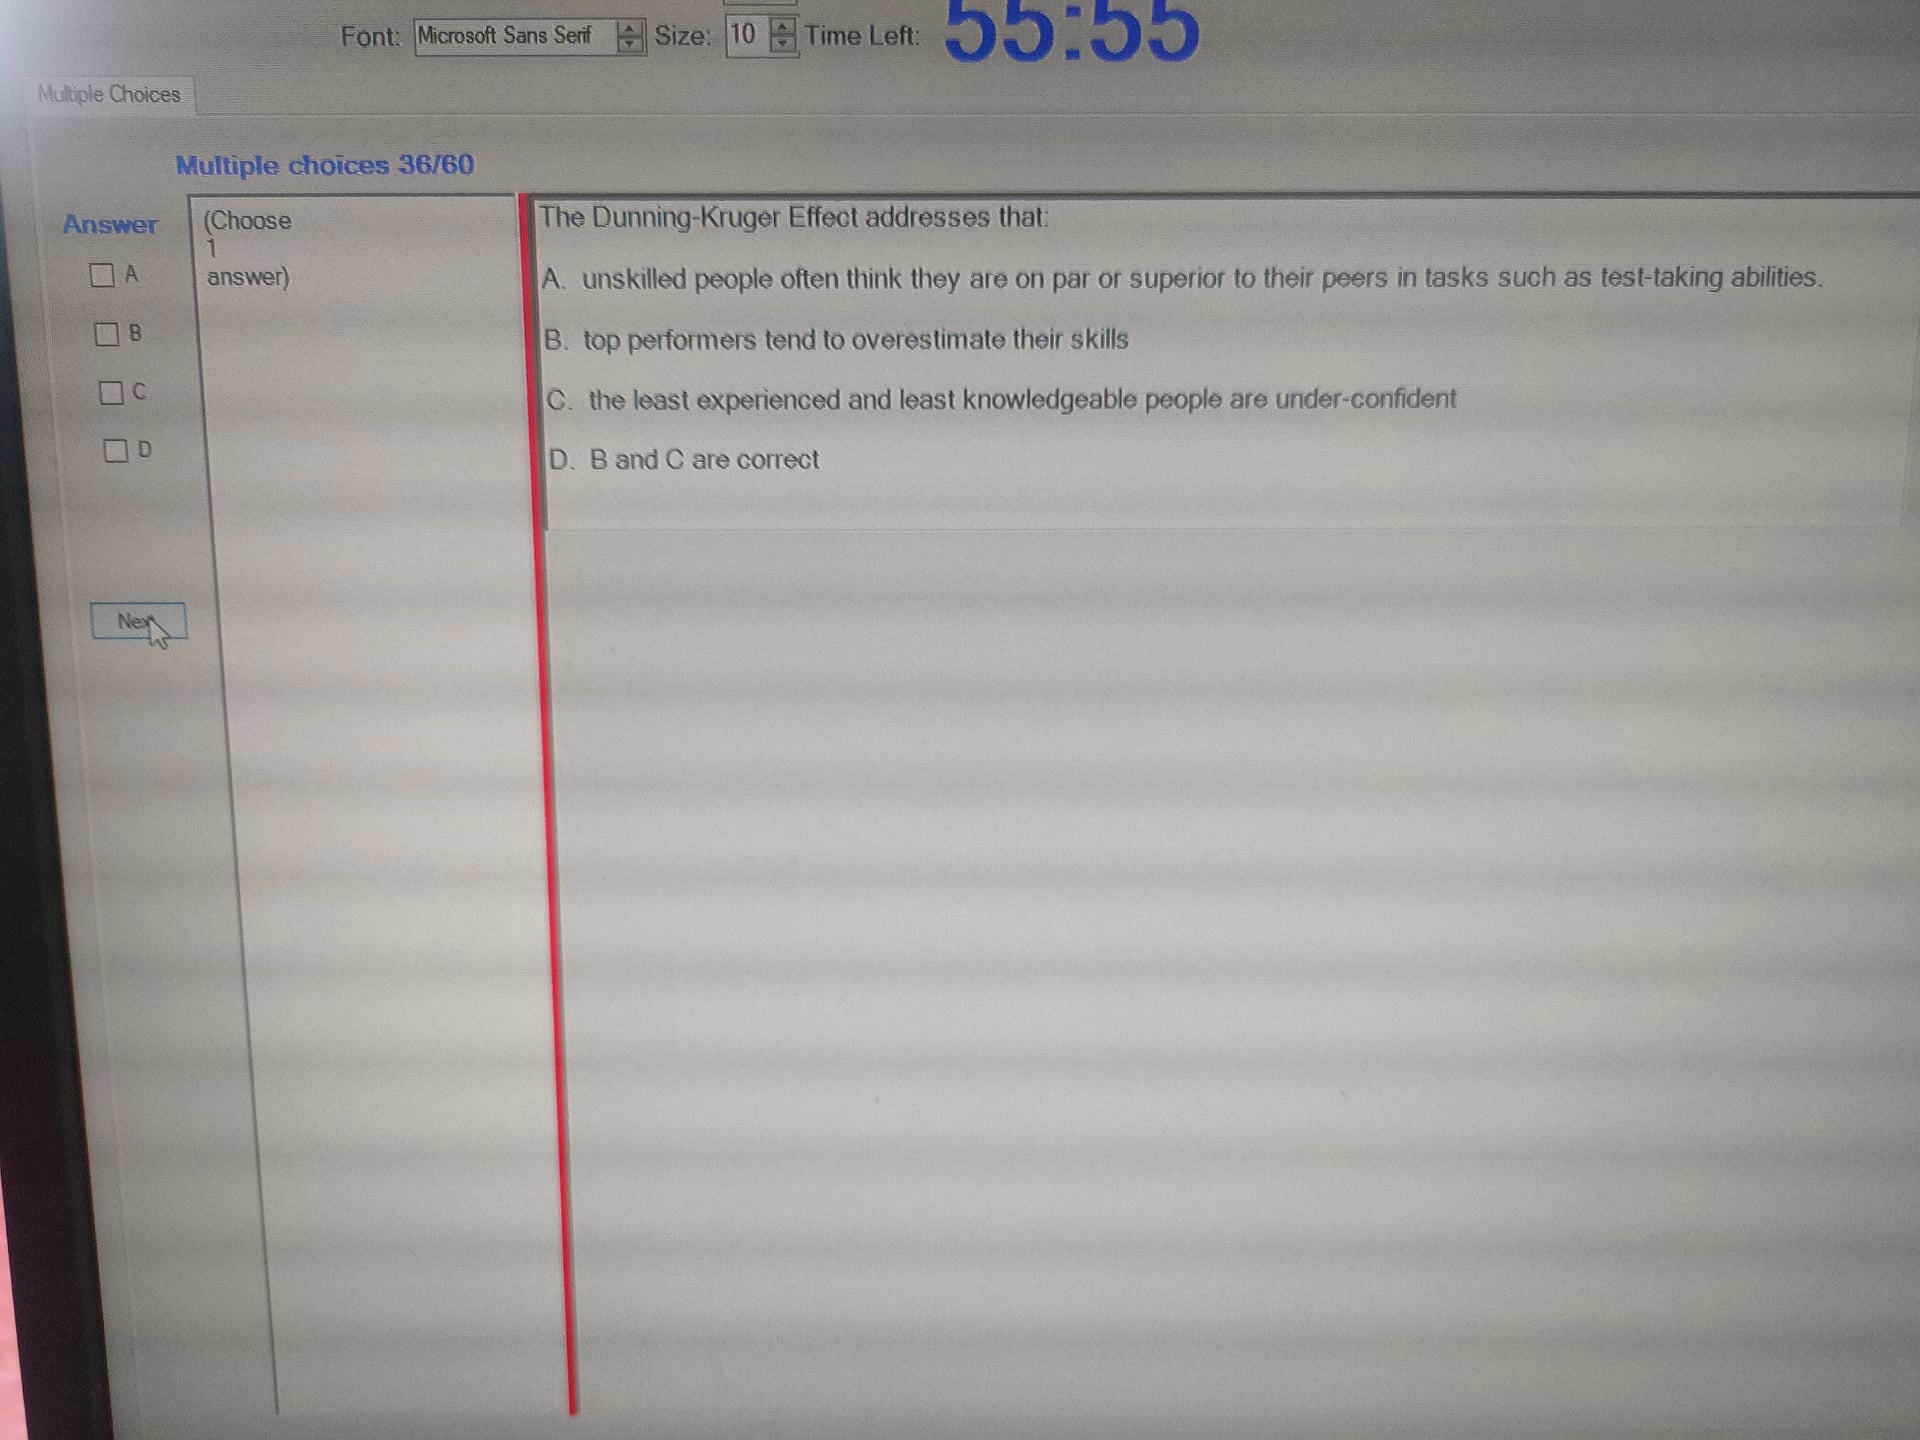 Font: Microsoft Sans Serif Size: 10 Time Left: 55:55
Multiple Choices
Multiple choices 36/60
Answer
A
B
C
D
Next
(Choose
1
answer)
The Dunning-Kruger Effect addresses that:
A. unskilled people often think they are on par or superior to their peers in tasks such as test-taking abilities.
B. top performers tend to overestimate their skills
C. the least experienced and least knowledgeable people are under-confident
D. B and C are correct